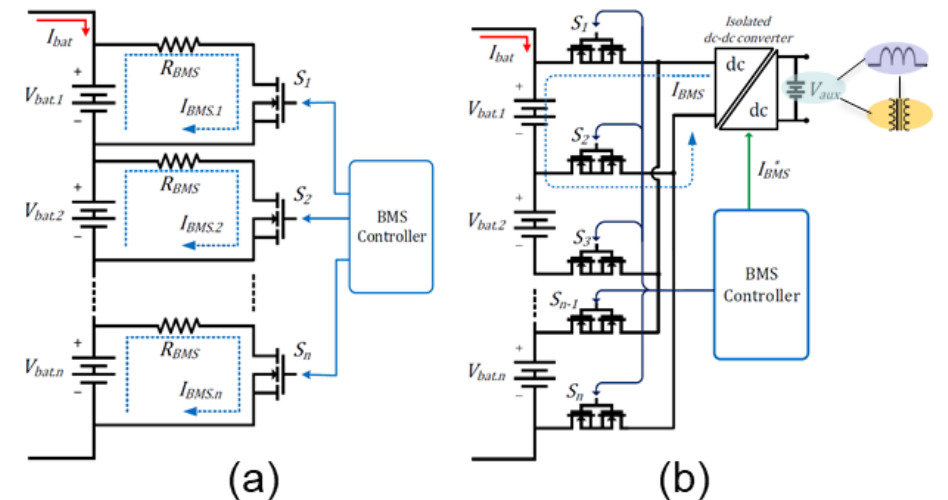 I_bat
+
V_bat.1
−
R_BMS
I_BMS.1
S_1
+
V_bat.2
−
R_BMS
I_BMS.2
S_2
BMS
Controller
+
V_bat.n
−
R_BMS
I_BMS.n
S_n
(a)
I_bat
S_1
Isolated
dc-dc converter
dc
dc
V_aux
I_BMS
+
V_bat.1
−
S_2
I*_BMS
+
V_bat.2
−
S_3
S_n-1
BMS
Controller
+
V_bat.n
−
S_n
(b)